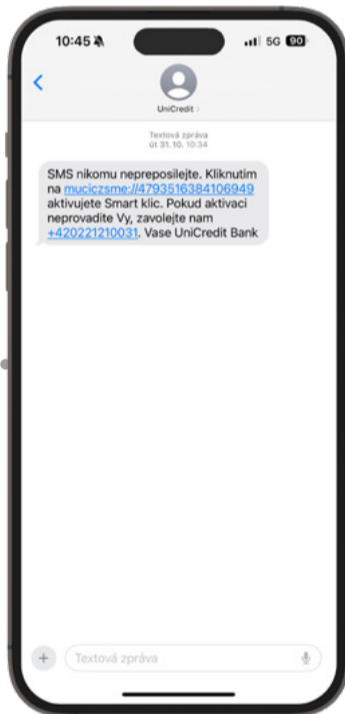 10:45
5G 90
UniCredit
Textová zpráva
út 31. 10. 10:34
SMS nikomu nepreposilejte. Kliknutim
na muciczsme://4793516384106949
aktivujete Smart klic. Pokud aktivaci
neprovadite Vy, zavolejte nam
+420221210031. Vase UniCredit Bank
Textová zpráva